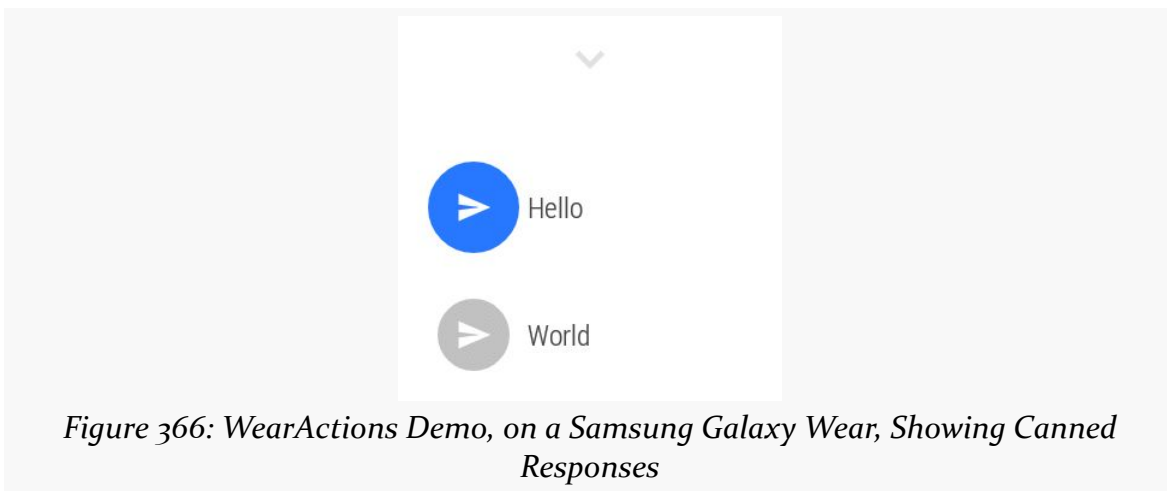 Hello
World
Figure 366: WearActions Demo, on a Samsung Galaxy Wear, Showing Canned
Responses